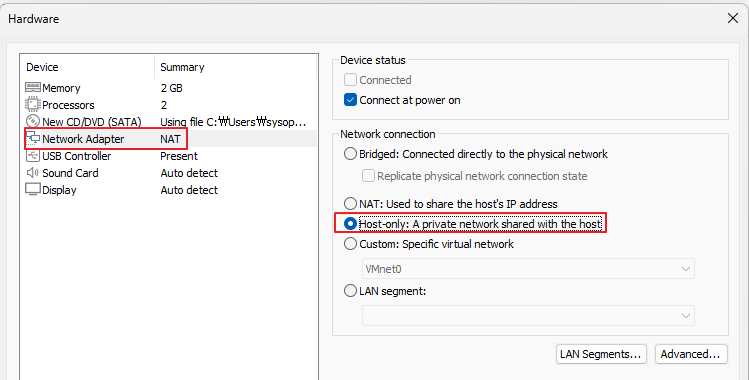 Hardware
Device Summary
Memory 2 GB
Processors 2
New CD/DVD (SATA) Using file C:₩Users₩sysop...
Network Adapter NAT
USB Controller Present
Sound Card Auto detect
Display Auto detect
Device status
Connected
Connect at power on
Network connection
Bridged: Connected directly to the physical network
Replicate physical network connection state
NAT: Used to share the host's IP address
Host-only: A private network shared with the host
Custom: Specific virtual network
VMnet0
LAN segment:
LAN Segments... Advanced...